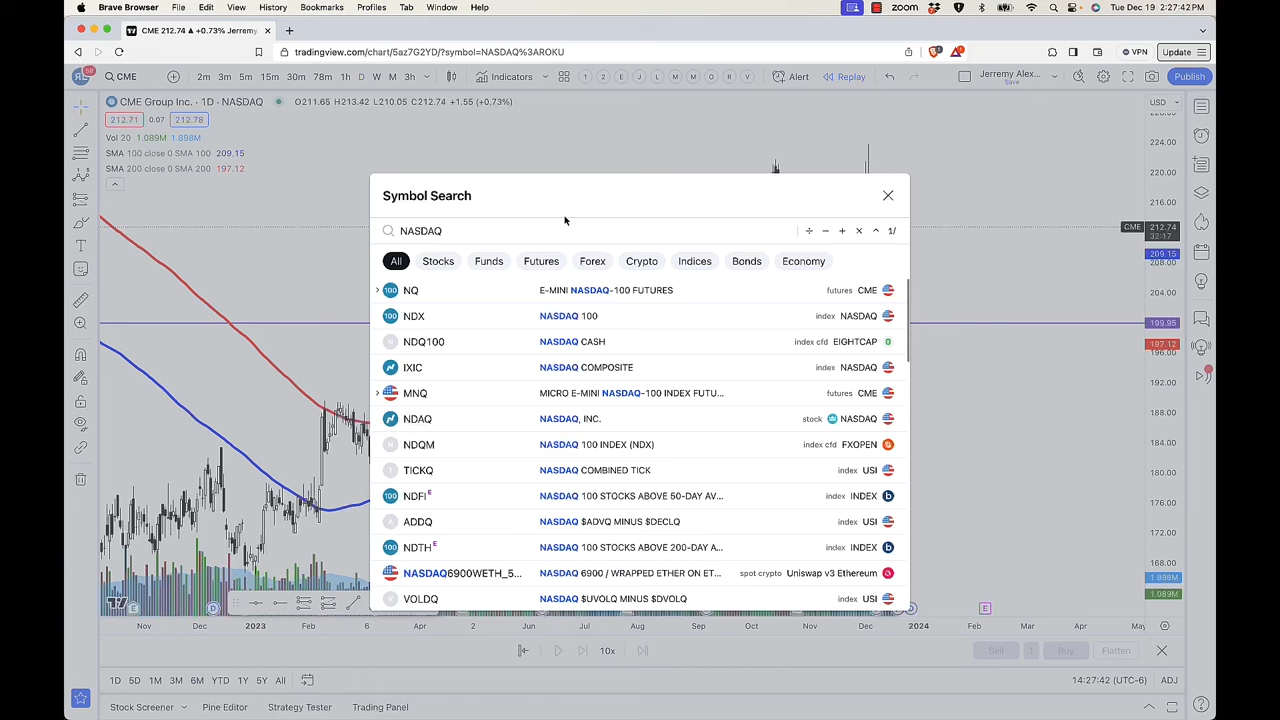 Brave Browser File Edit View History Bookmarks Profiles Tab Window Help zoom Tue Dec 19 2:27:42 PM
CME 212.74 ▲ +0.73% Jerremy
tradingview.com/chart/5az7G2YD/?symbol=NASDAQ%3AROKU VPN Update
CME 2m 3m 5m 15m 30m 78m 1h D W M 3h Indicators 1 2 E J L M M O R V Alert Replay Jerremy Alex... Save Publish
CME Group Inc. · 1D · NASDAQ O211.65 H213.42 L210.05 C212.74 +1.55 (+0.73%) USD
212.71 0.07 212.78
Vol 20 1.089M 1.898M
SMA 100 close 0 SMA 100 209.15
SMA 200 close 0 SMA 200 197.12
228.00
224.00
220.00
216.00
CME 212.74
32:17
209.15
208.00
204.00
199.95
197.12
196.00
192.00
188.00
184.00
180.00
176.00
172.00
168.00
1.898M
1.089M
Symbol Search
NASDAQ 1/
All Stocks Funds Futures Forex Crypto Indices Bonds Economy
NQ E-MINI NASDAQ-100 FUTURES futures CME
NDX NASDAQ 100 index NASDAQ
NDQ100 NASDAQ CASH index cfd EIGHTCAP
IXIC NASDAQ COMPOSITE index NASDAQ
MNQ MICRO E-MINI NASDAQ-100 INDEX FUTU... futures CME
NDAQ NASDAQ, INC. stock NASDAQ
NDQM NASDAQ 100 INDEX (NDX) index cfd FXOPEN
TICKQ NASDAQ COMBINED TICK index USI
NDFI E NASDAQ 100 STOCKS ABOVE 50-DAY AV... index INDEX
ADDQ NASDAQ $ADVQ MINUS $DECLQ index USI
NDTH E NASDAQ 100 STOCKS ABOVE 200-DAY A... index INDEX
NASDAQ6900WETH_5... NASDAQ 6900 / WRAPPED ETHER ON ET... spot crypto Uniswap v3 Ethereum
VOLDQ NASDAQ $UVOLQ MINUS $DVOLQ index USI
Nov Dec 2023 Feb 6 Apr 2 Jun Jul Aug Sep Oct Nov Dec 2024 Feb Mar Apr May
10x Sell 1 Buy Flatten
1D 5D 1M 3M 6M YTD 1Y 5Y All 14:27:42 (UTC-6) ADJ
Stock Screener Pine Editor Strategy Tester Trading Panel